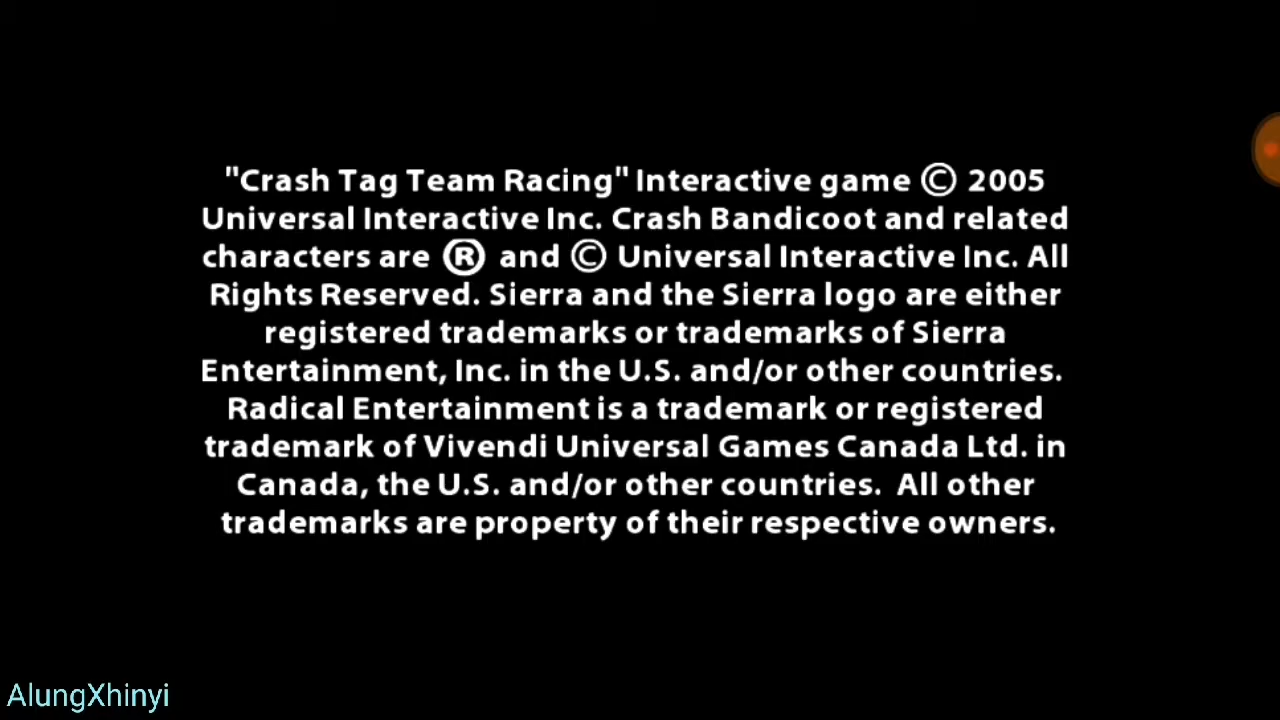 "Crash Tag Team Racing" Interactive game © 2005
Universal Interactive Inc. Crash Bandicoot and related
characters are ® and © Universal Interactive Inc. All
Rights Reserved. Sierra and the Sierra logo are either
registered trademarks or trademarks of Sierra
Entertainment, Inc. in the U.S. and/or other countries.
Radical Entertainment is a trademark or registered
trademark of Vivendi Universal Games Canada Ltd. in
Canada, the U.S. and/or other countries.  All other
trademarks are property of their respective owners.
AlungXhinyi